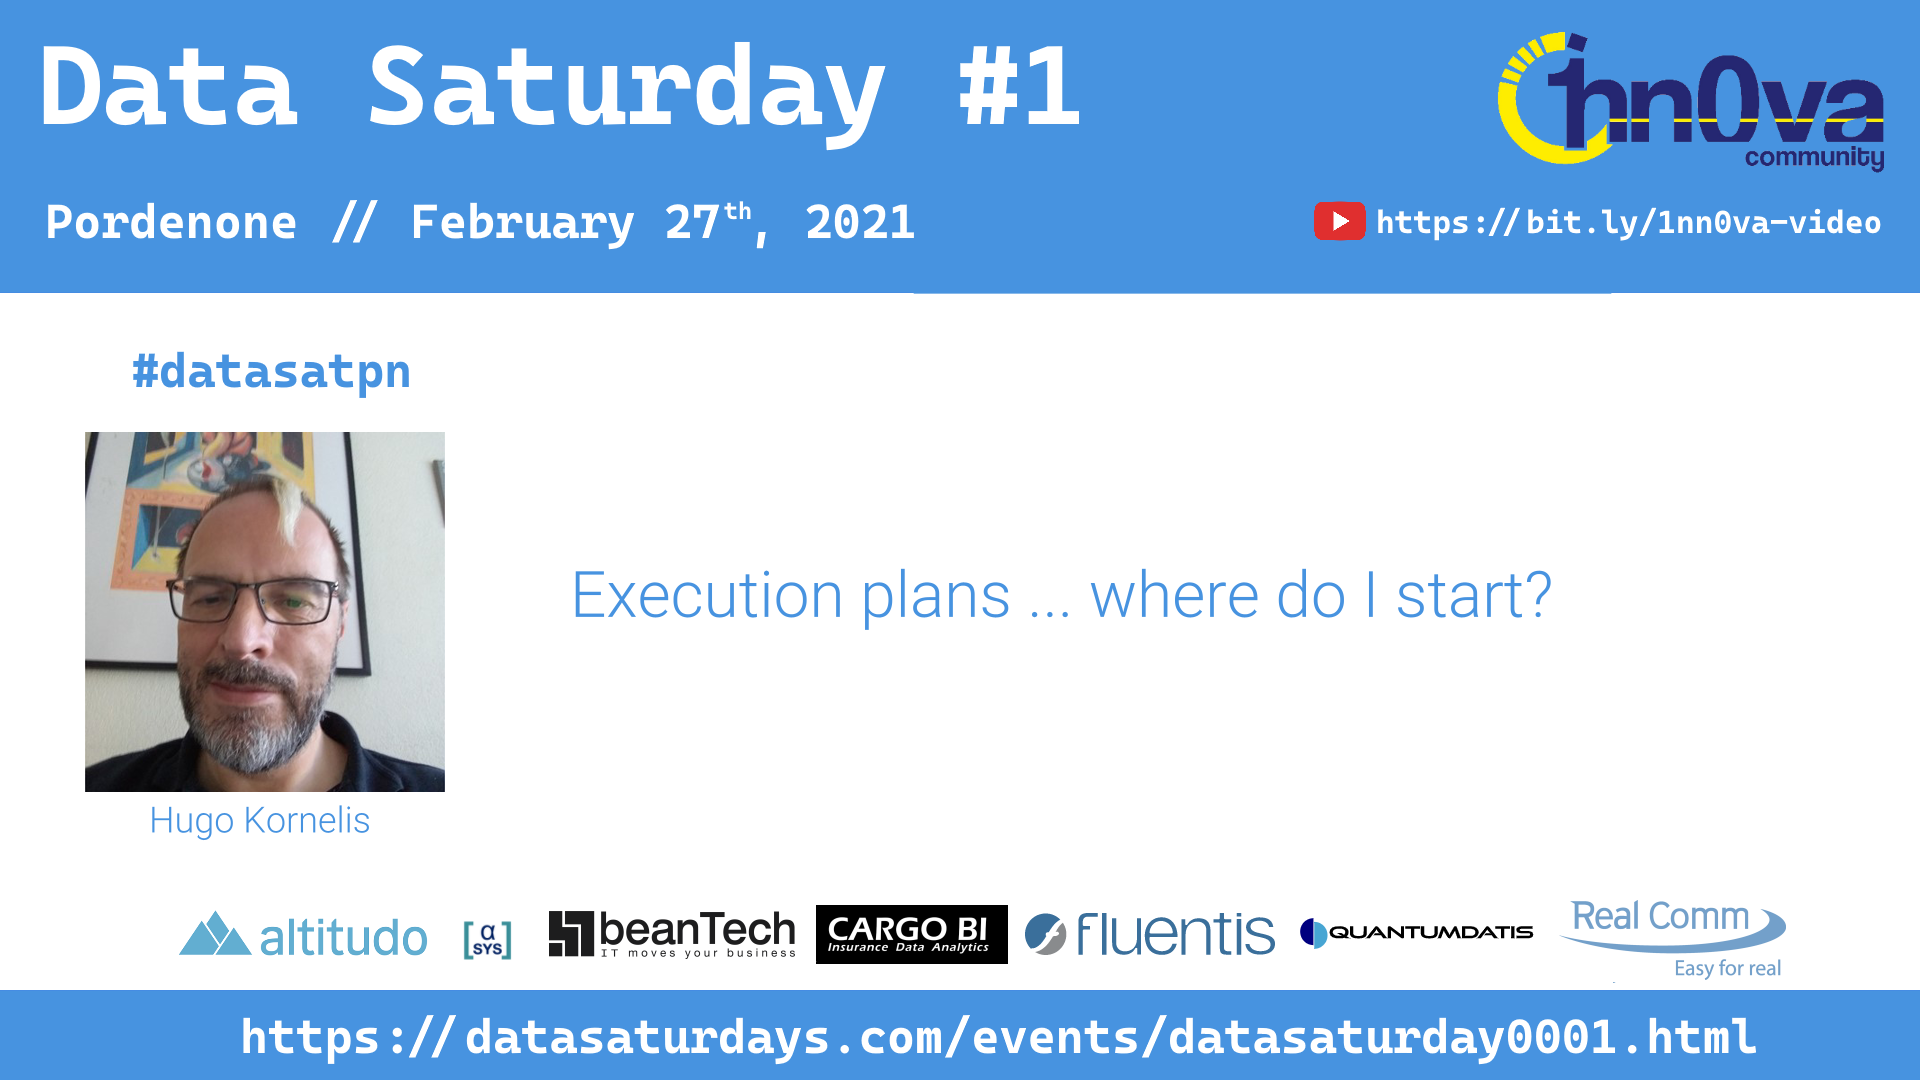 Data Saturday #1
1nn0va
community
Pordenone // February 27th, 2021
https://bit.ly/1nn0va-video
#datasatpn
Execution plans ... where do I start?
Hugo Kornelis
altitudo
[α SYS]
beanTech
IT moves your business
CARGO BI
Insurance Data Analytics
fluentis
QUANTUMDATIS
Real Comm
Easy for real
https://datasaturdays.com/events/datasaturday0001.html